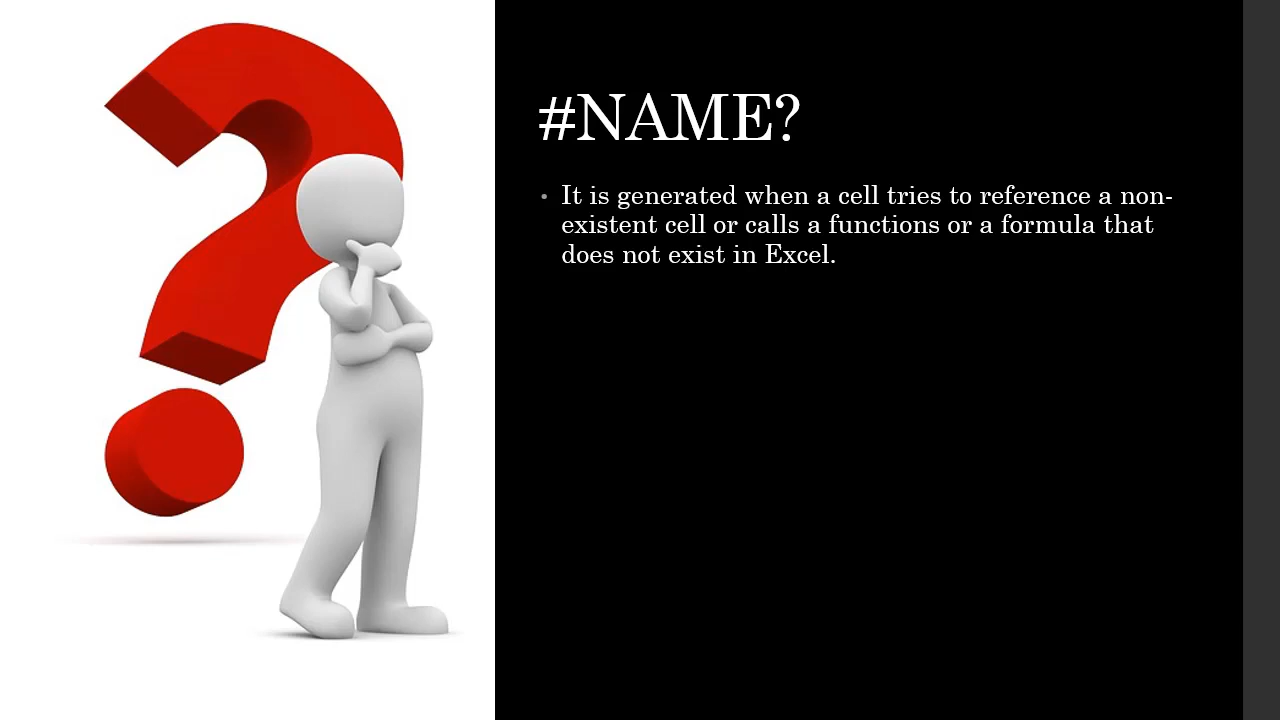 #NAME?
• It is generated when a cell tries to reference a non-
existent cell or calls a functions or a formula that
does not exist in Excel.